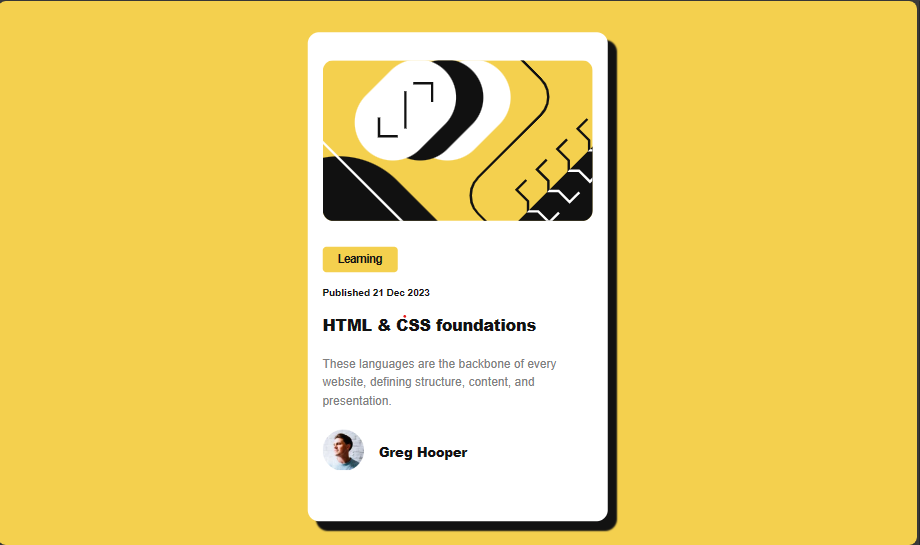 Learning
Published 21 Dec 2023
HTML & CSS foundations
These languages are the backbone of every
website, defining structure, content, and
presentation.
Greg Hooper